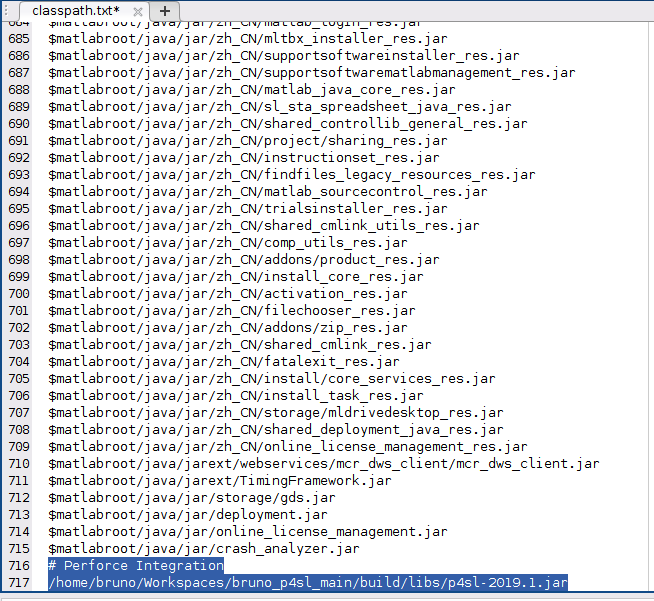 classpath.txt*
684 $matlabroot/java/jar/zh_CN/matlab_login_res.jar
685 $matlabroot/java/jar/zh_CN/mltbx_installer_res.jar
686 $matlabroot/java/jar/zh_CN/supportsoftwareinstaller_res.jar
687 $matlabroot/java/jar/zh_CN/supportsoftwarematlabmanagement_res.jar
688 $matlabroot/java/jar/zh_CN/matlab_java_core_res.jar
689 $matlabroot/java/jar/zh_CN/sl_sta_spreadsheet_java_res.jar
690 $matlabroot/java/jar/zh_CN/shared_controllib_general_res.jar
691 $matlabroot/java/jar/zh_CN/project/sharing_res.jar
692 $matlabroot/java/jar/zh_CN/instructionset_res.jar
693 $matlabroot/java/jar/zh_CN/findfiles_legacy_resources_res.jar
694 $matlabroot/java/jar/zh_CN/matlab_sourcecontrol_res.jar
695 $matlabroot/java/jar/zh_CN/trialsinstaller_res.jar
696 $matlabroot/java/jar/zh_CN/shared_cmlink_utils_res.jar
697 $matlabroot/java/jar/zh_CN/comp_utils_res.jar
698 $matlabroot/java/jar/zh_CN/addons/product_res.jar
699 $matlabroot/java/jar/zh_CN/install_core_res.jar
700 $matlabroot/java/jar/zh_CN/activation_res.jar
701 $matlabroot/java/jar/zh_CN/filechooser_res.jar
702 $matlabroot/java/jar/zh_CN/addons/zip_res.jar
703 $matlabroot/java/jar/zh_CN/shared_cmlink_res.jar
704 $matlabroot/java/jar/zh_CN/fatalexit_res.jar
705 $matlabroot/java/jar/zh_CN/install/core_services_res.jar
706 $matlabroot/java/jar/zh_CN/install_task_res.jar
707 $matlabroot/java/jar/zh_CN/storage/mldrivedesktop_res.jar
708 $matlabroot/java/jar/zh_CN/shared_deployment_java_res.jar
709 $matlabroot/java/jar/zh_CN/online_license_management_res.jar
710 $matlabroot/java/jarext/webservices/mcr_dws_client/mcr_dws_client.jar
711 $matlabroot/java/jarext/TimingFramework.jar
712 $matlabroot/java/jar/storage/gds.jar
713 $matlabroot/java/jar/deployment.jar
714 $matlabroot/java/jar/online_license_management.jar
715 $matlabroot/java/jar/crash_analyzer.jar
716 # Perforce Integration
717 /home/bruno/Workspaces/bruno_p4sl_main/build/libs/p4sl-2019.1.jar